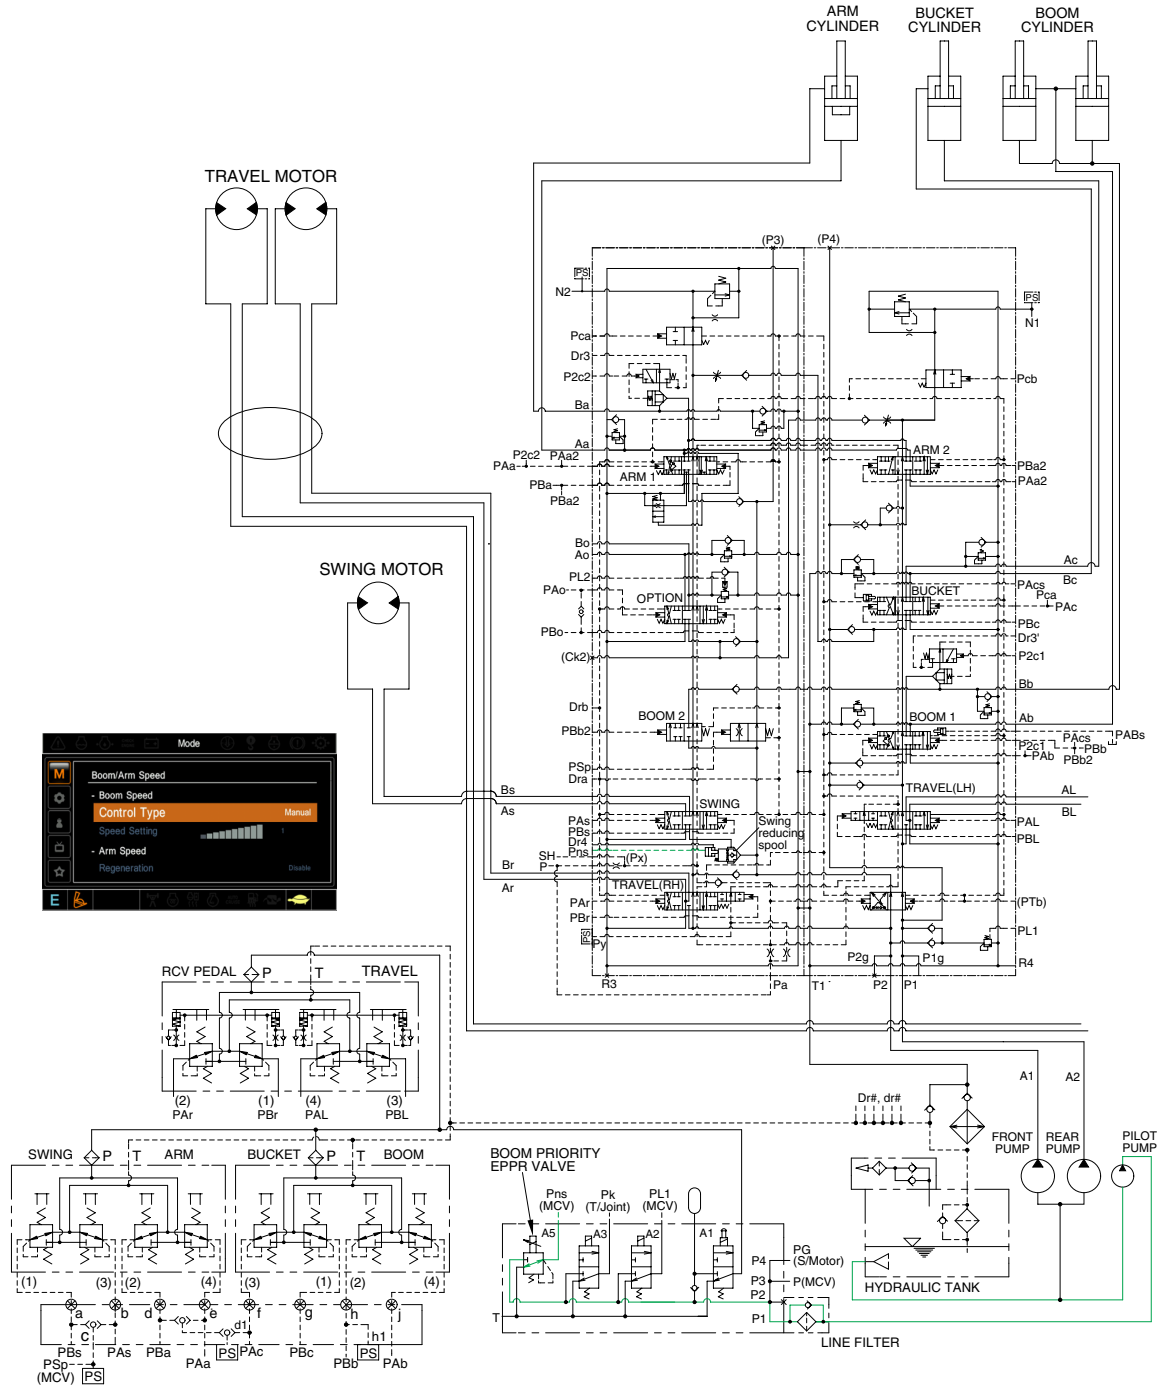 ARM
CYLINDER
BUCKET
CYLINDER
BOOM
CYLINDER
TRAVEL MOTOR
(P3)
(P4)
PS
N2
PS
N1
Pca
Dr3
P2c2
Pcb
Ba
Aa
P2c2 PAa2
PAa
ARM 1
ARM 2
PBa2
PAa2
PBa
PBa2
Bo
Ao
Ac
Bc
SWING MOTOR
PL2
PAo
OPTION
BUCKET
PAcs
Pca
PAc
PBo
PBc
Dr3'
(Ck2)
P2c1
Bb
Drb
BOOM 2
BOOM 1
Ab
PBb2
PAcs
PABs
P2c1
PBb
PAb
PBb2
PSp
Dra
Mode
M
Boom/Arm Speed
- Boom Speed
Control Type Manual
Speed Setting 1
- Arm Speed
Regeneration Disable
E
Bs
As
SWING
TRAVEL(LH)
AL
BL
PAs
PBs
Dr4
Pns
Swing
reducing
spool
PAL
PBL
SH
P
(Px)
Br
Ar
TRAVEL(RH)
PAr
PBr
(PTb)
PS
Py
PL1
P2g
P1g
R4
R3
Pa
T1
P2
P1
RCV PEDAL
P
T
TRAVEL
(2)
PAr
(1)
PBr
(4)
PAL
(3)
PBL
A1
A2
Dr#, dr#
FRONT
PUMP
REAR
PUMP
PILOT
PUMP
SWING
P
T
ARM
BUCKET
P
T
BOOM
BOOM PRIORITY
EPPR VALVE
Pns
(MCV)
Pk
(T/Joint)
PL1
(MCV)
A5
A3
A2
A1
PG
(S/Motor)
P4
P3
P(MCV)
P2
P1
T
HYDRAULIC TANK
LINE FILTER
(1)
(3)
(2)
(4)
(3)
(1)
(2)
(4)
a
b
d
e
f
g
h
j
c
d1
h1
PBs
PAs
PBa
PAa
PS
PAc
PBc
PBb
PS
PAb
PSp
(MCV)
PS